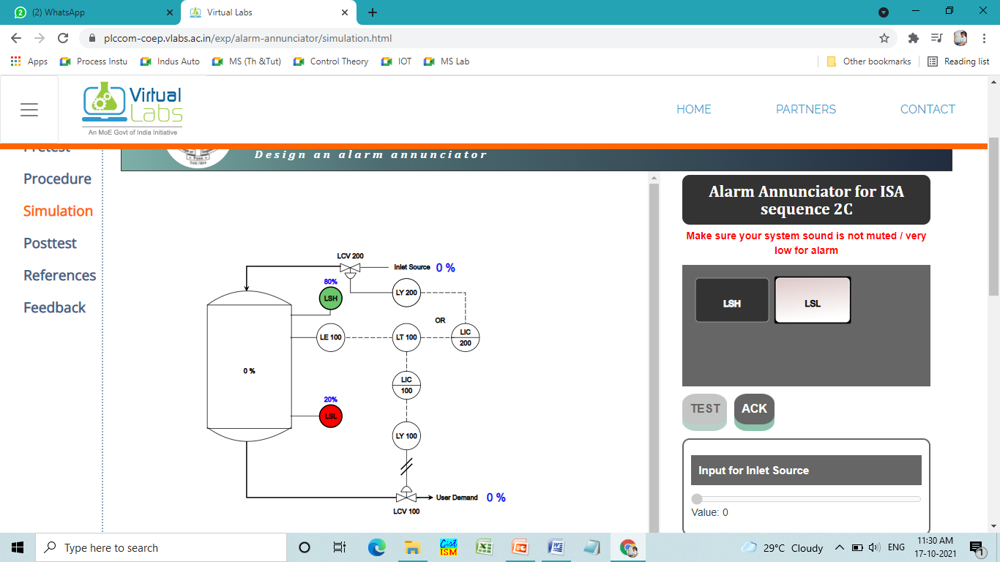 (2) WhatsApp
Virtual Labs
plccom-coep.vlabs.ac.in/exp/alarm-annunciator/simulation.html
Apps
Process Instu
Indus Auto
MS (Th &Tut)
Control Theory
IOT
MS Lab
Other bookmarks
Reading list
Virtual
Labs
An MoE Govt of India Initiative
HOME
PARTNERS
CONTACT
Pretest
Procedure
Simulation
Posttest
References
Feedback
Design an alarm annunciator
LCV 200
Inlet Source 0 %
80%
LSH
LY 200
OR
LE 100
LT 100
LIC
200
0 %
LIC
100
20%
LSL
LY 100
User Demand 0 %
LCV 100
Alarm Annunciator for ISA
sequence 2C
Make sure your system sound is not muted / very
low for alarm
LSH
LSL
TEST
ACK
Input for Inlet Source
Value: 0
Type here to search
Gist
ISM
29°C Cloudy
ENG
11:30 AM
17-10-2021
1